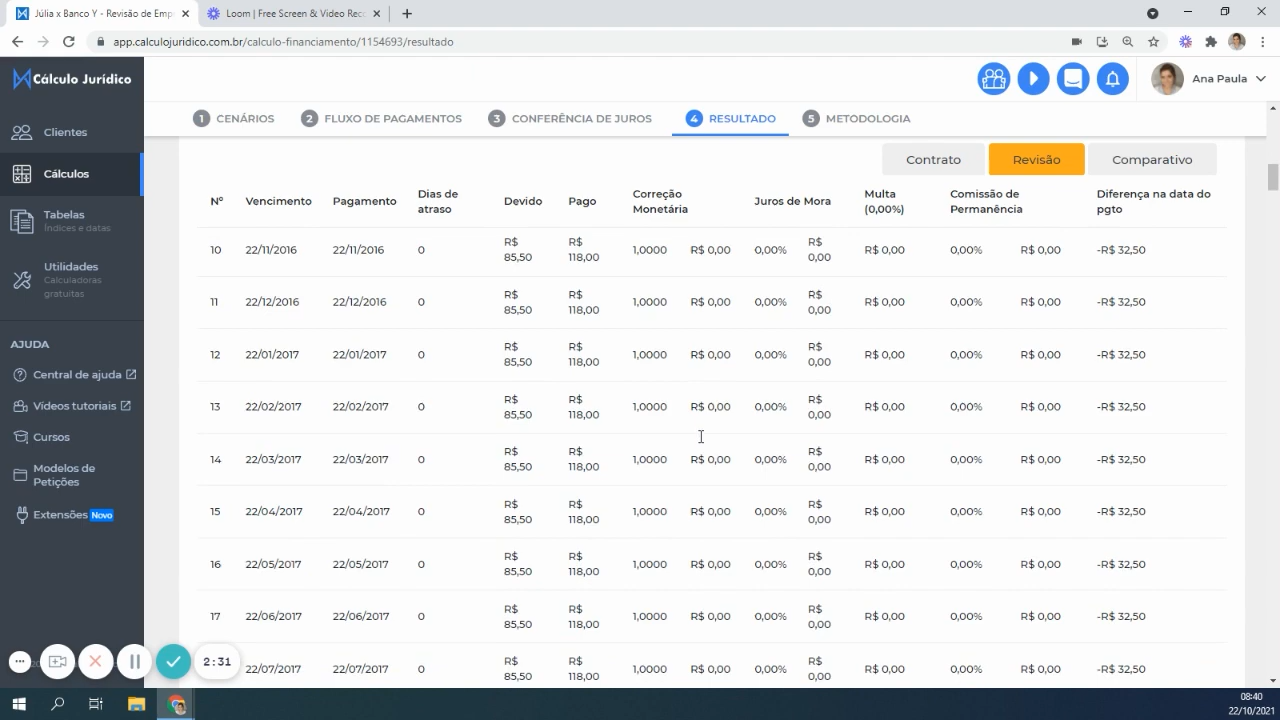 Júlia x Banco Y - Revisão de Emp
Loom | Free Screen & Video Rec
app.calculojuridico.com.br/calculo-financiamento/1154693/resultado
Cálculo Jurídico
Ana Paula
1 CENÁRIOS
2 FLUXO DE PAGAMENTOS
3 CONFERÊNCIA DE JUROS
4 RESULTADO
5 METODOLOGIA
Clientes
Cálculos
Tabelas
Índices e datas
Utilidades
Calculadoras
gratuitas
AJUDA
Central de ajuda
Vídeos tutoriais
Cursos
Modelos de
Petições
Extensões Novo
Contrato Revisão Comparativo
Nº Vencimento Pagamento Dias de atraso Devido Pago Correção Monetária Juros de Mora Multa (0,00%) Comissão de Permanência Diferença na data do pgto
10 22/11/2016 22/11/2016 0 R$ 85,50 R$ 118,00 1,0000 R$ 0,00 0,00% R$ 0,00 R$ 0,00 0,00% R$ 0,00 -R$ 32,50
11 22/12/2016 22/12/2016 0 R$ 85,50 R$ 118,00 1,0000 R$ 0,00 0,00% R$ 0,00 R$ 0,00 0,00% R$ 0,00 -R$ 32,50
12 22/01/2017 22/01/2017 0 R$ 85,50 R$ 118,00 1,0000 R$ 0,00 0,00% R$ 0,00 R$ 0,00 0,00% R$ 0,00 -R$ 32,50
13 22/02/2017 22/02/2017 0 R$ 85,50 R$ 118,00 1,0000 R$ 0,00 0,00% R$ 0,00 R$ 0,00 0,00% R$ 0,00 -R$ 32,50
14 22/03/2017 22/03/2017 0 R$ 85,50 R$ 118,00 1,0000 R$ 0,00 0,00% R$ 0,00 R$ 0,00 0,00% R$ 0,00 -R$ 32,50
15 22/04/2017 22/04/2017 0 R$ 85,50 R$ 118,00 1,0000 R$ 0,00 0,00% R$ 0,00 R$ 0,00 0,00% R$ 0,00 -R$ 32,50
16 22/05/2017 22/05/2017 0 R$ 85,50 R$ 118,00 1,0000 R$ 0,00 0,00% R$ 0,00 R$ 0,00 0,00% R$ 0,00 -R$ 32,50
17 22/06/2017 22/06/2017 0 R$ 85,50 R$ 118,00 1,0000 R$ 0,00 0,00% R$ 0,00 R$ 0,00 0,00% R$ 0,00 -R$ 32,50
22/07/2017 22/07/2017 0 R$ 85,50 R$ 118,00 1,0000 R$ 0,00 0,00% R$ 0,00 R$ 0,00 0,00% R$ 0,00 -R$ 32,50
2:31
08:40
22/10/2021